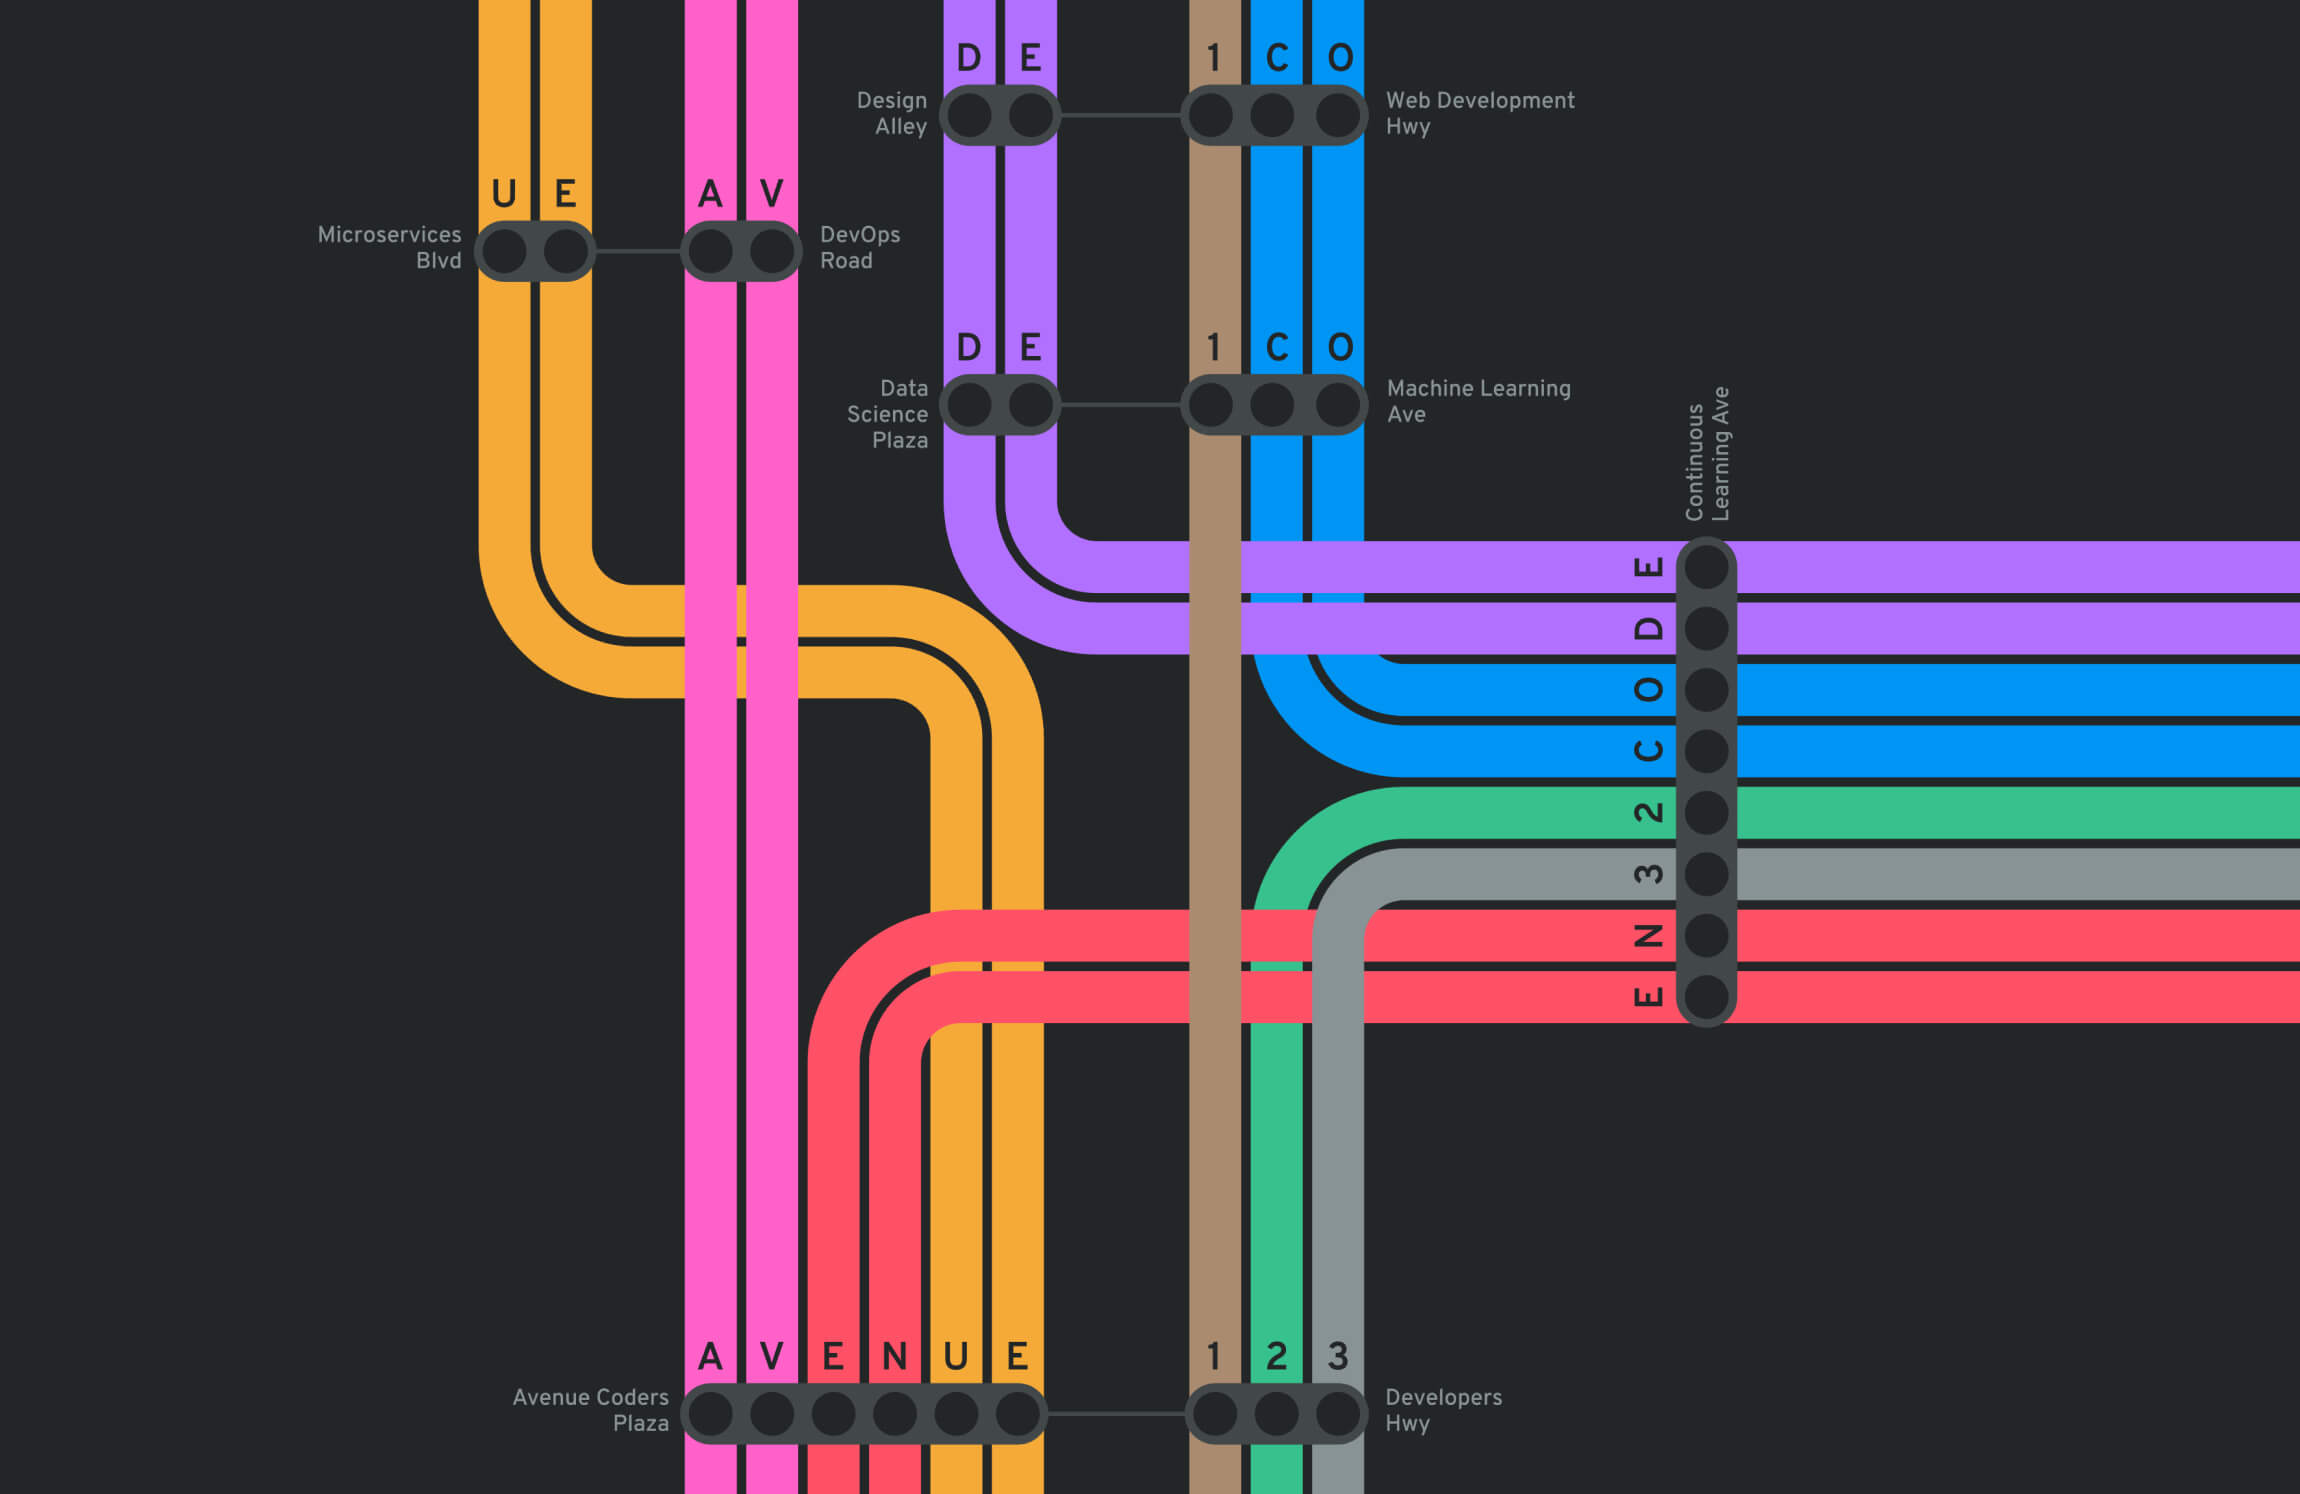 D E
1 C O
Design
Alley
Web Development
Hwy
U E
A V
Microservices
Blvd
DevOps
Road
D E
1 C O
Data
Science
Plaza
Machine Learning
Ave
Continuous
Learning Ave
E
D
O
C
2
3
N
E
A V E N U E
1 2 3
Avenue Coders
Plaza
Developers
Hwy